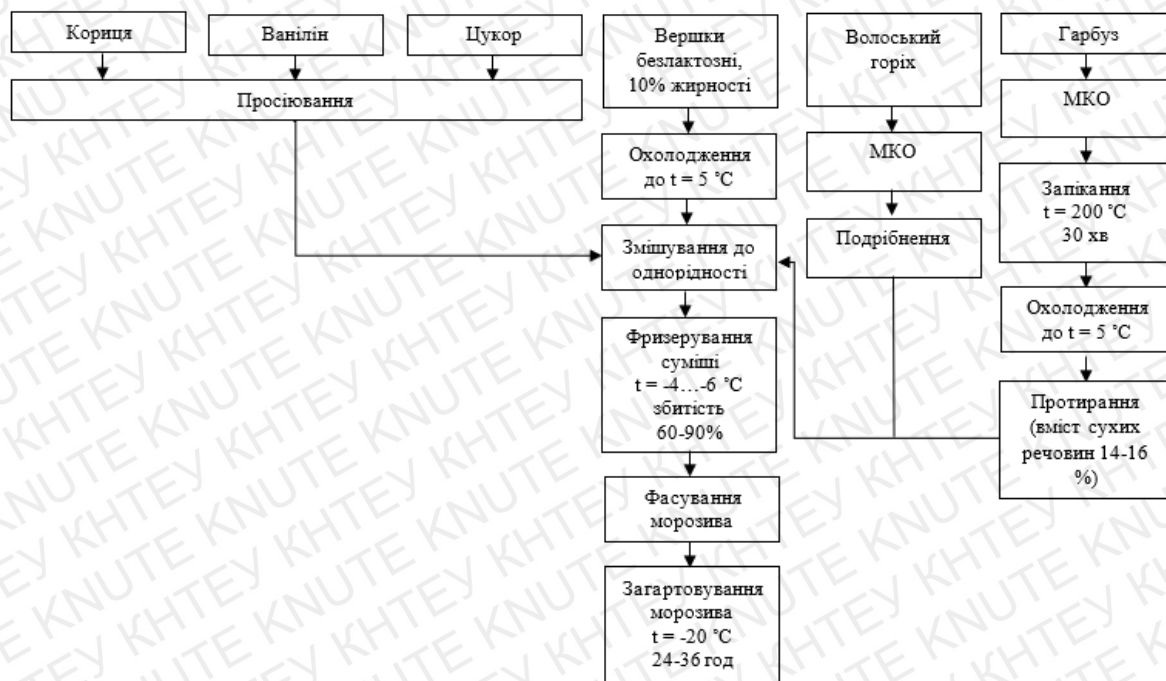 Кориця
Ванілін
Цукор
Просіювання
Вершки
безлактозні,
10% жирності
Охолодження
до t = 5 ˚C
Змішування до
однорідності
Фризерування
суміші
t = -4…-6 ˚C
збитість
60-90%
Фасування
морозива
Загартовування
морозива
t = -20 ˚C
24-36 год
Волоський
горіх
МКО
Подрібнення
Гарбуз
МКО
Запікання
t = 200 ˚C
30 хв
Охолодження
до t = 5 ˚C
Протирання
(вміст сухих
речовин 14-16
%)